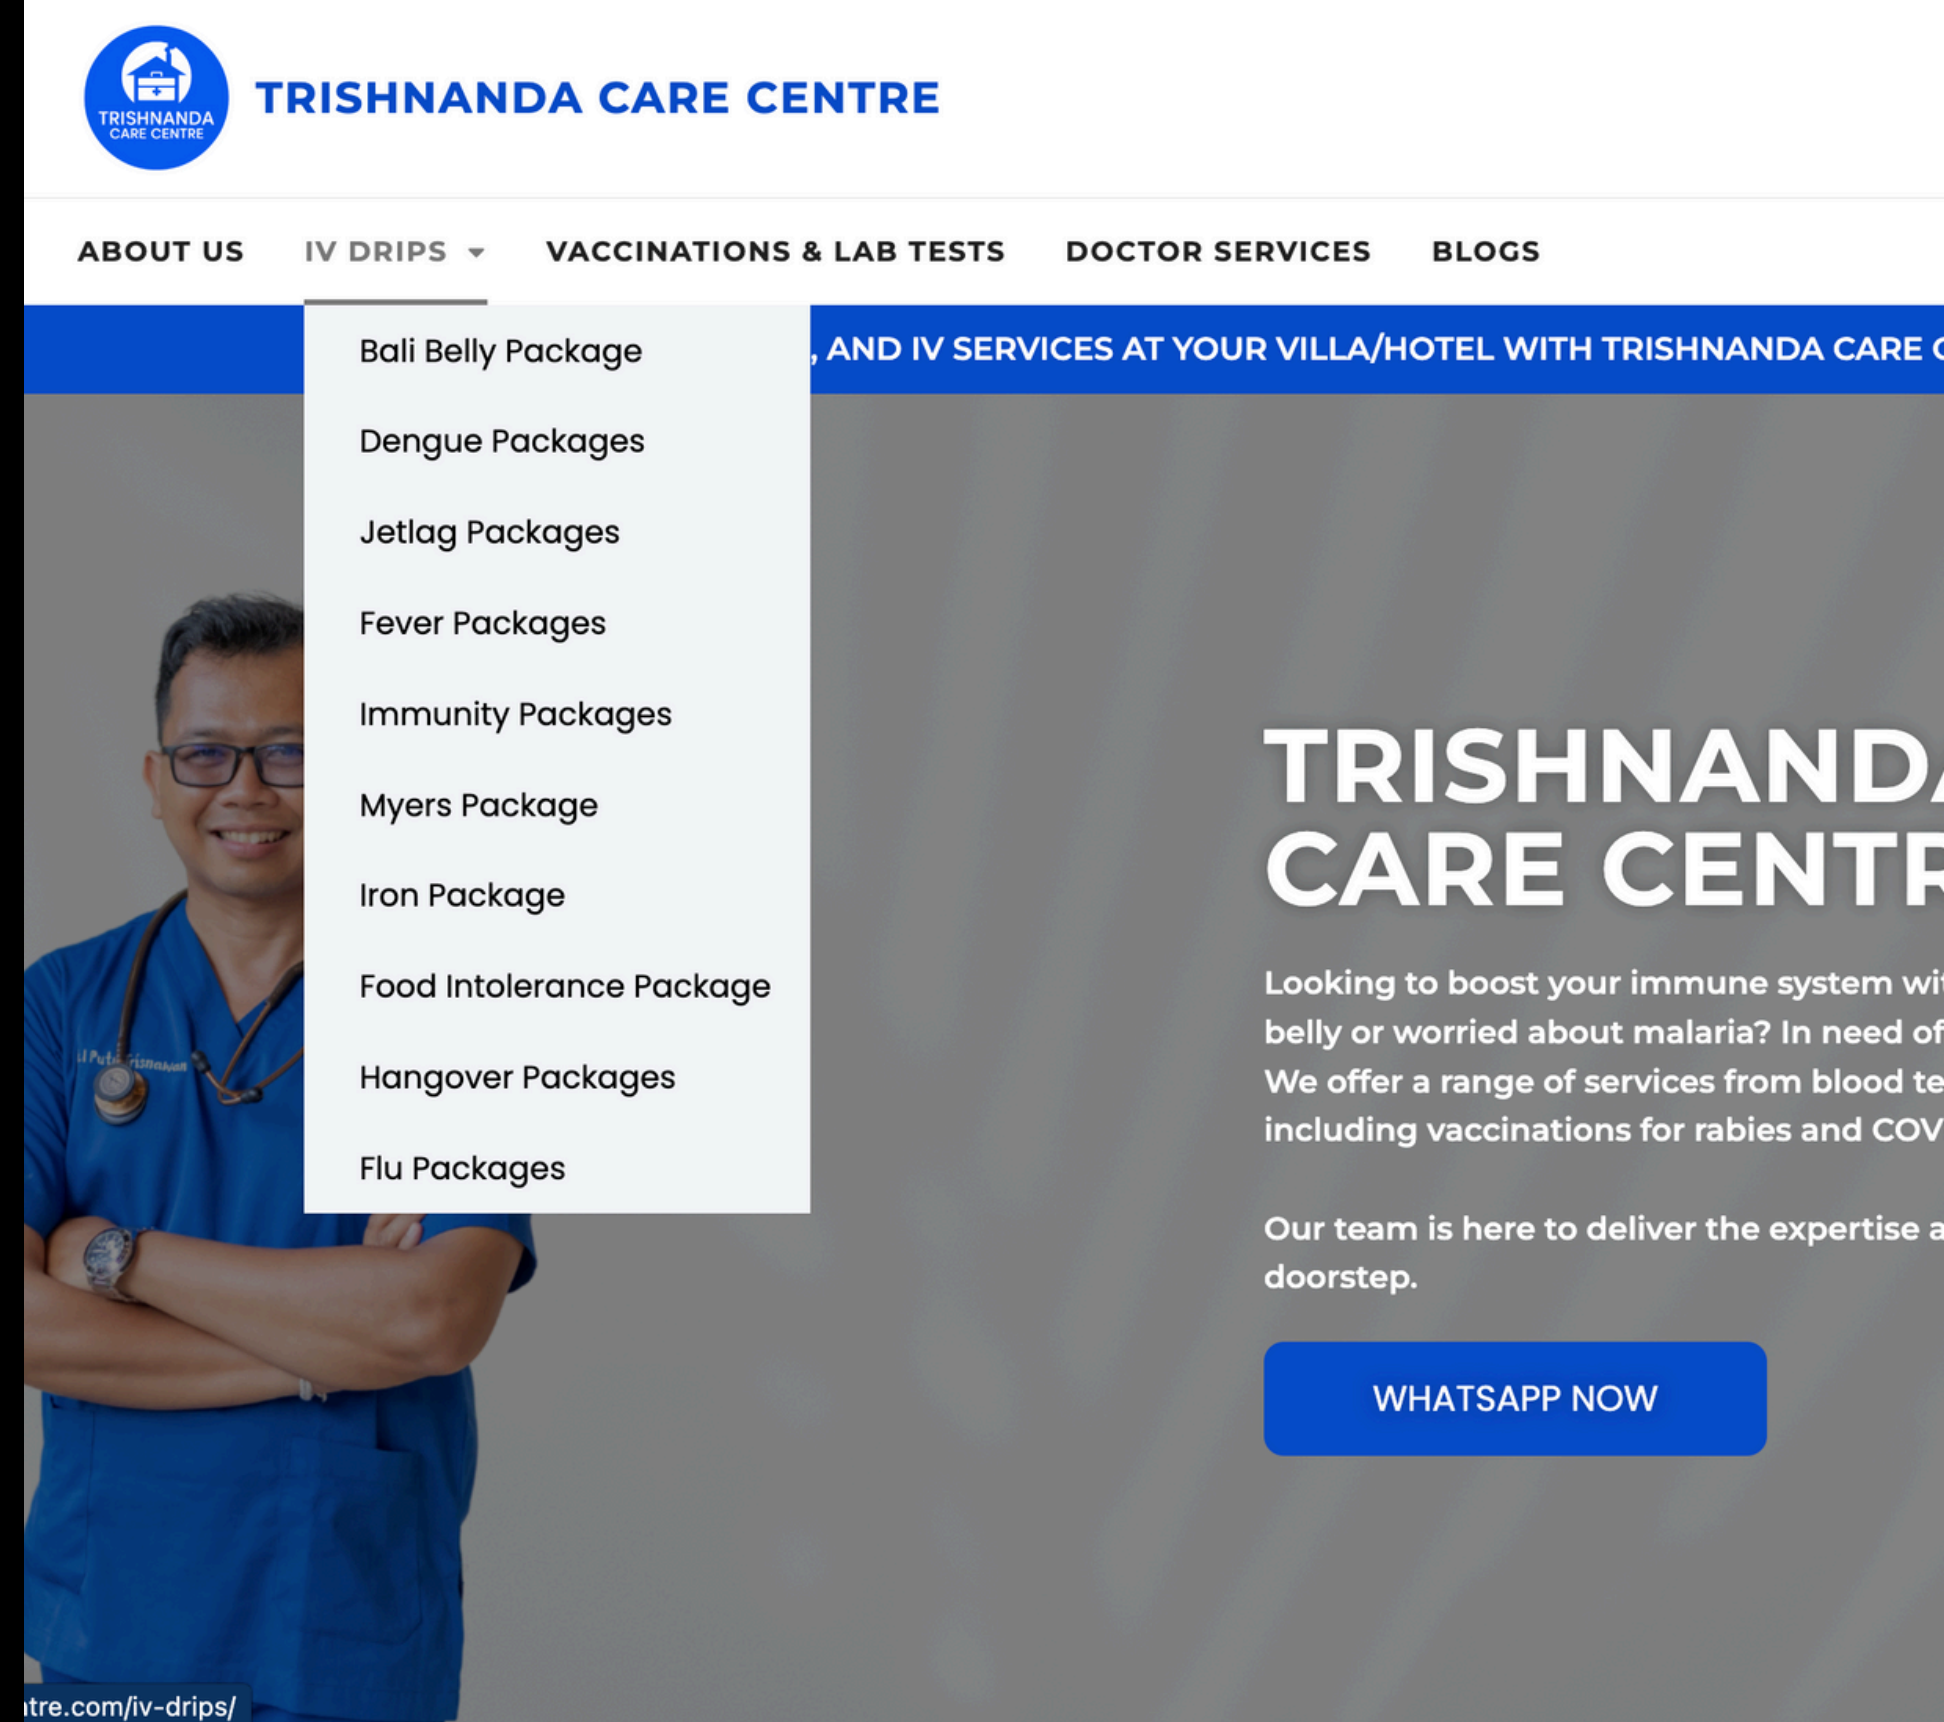 TRISHNANDA
CARE CENTRE
TRISHNANDA CARE CENTRE
ABOUT US
IV DRIPS
VACCINATIONS & LAB TESTS
DOCTOR SERVICES
BLOGS
, AND IV SERVICES AT YOUR VILLA/HOTEL WITH TRISHNANDA CARE
Bali Belly Package
Dengue Packages
Jetlag Packages
Fever Packages
Immunity Packages
Myers Package
Iron Package
Food Intolerance Package
Hangover Packages
Flu Packages
TRISHNANDA
CARE CENTR
Looking to boost your immune system wit
belly or worried about malaria? In need of
We offer a range of services from blood te
including vaccinations for rabies and COV
Our team is here to deliver the expertise a
doorstep.
WHATSAPP NOW
tre.com/iv-drips/